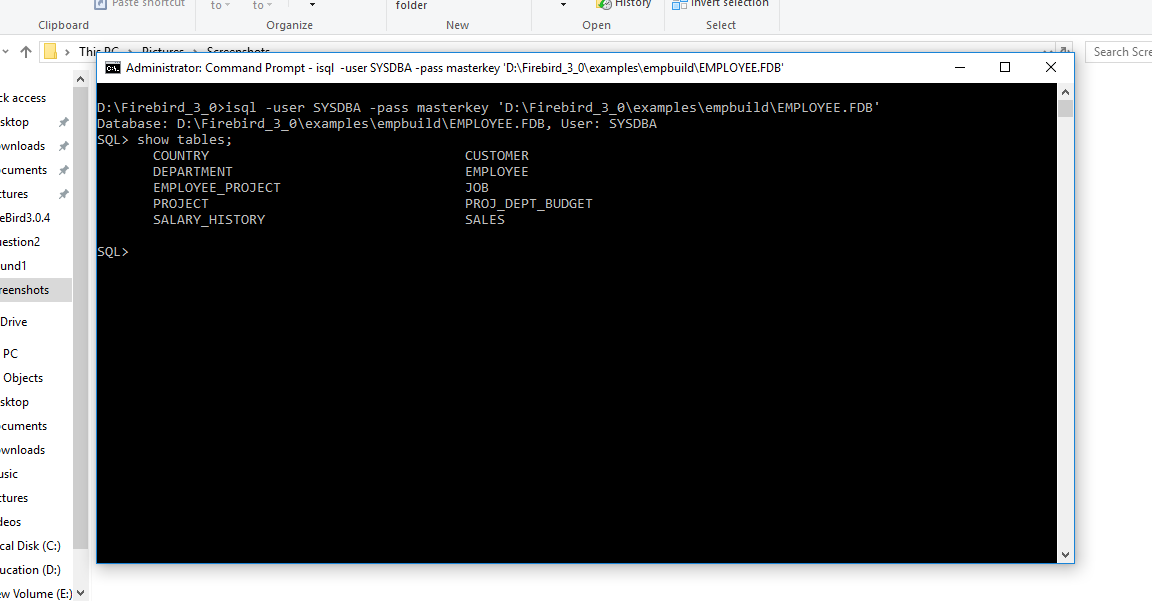 Paste shortcut
to
to
folder
History
Invert selection
Clipboard
Organize
New
Open
Select
This PC
Pictures
Screenshots
Search Scre
Administrator: Command Prompt - isql  -user SYSDBA -pass masterkey 'D:\Firebird_3_0\examples\empbuild\EMPLOYEE.FDB'
D:\Firebird_3_0>isql -user SYSDBA -pass masterkey 'D:\Firebird_3_0\examples\empbuild\EMPLOYEE.FDB'
Database: D:\Firebird_3_0\examples\empbuild\EMPLOYEE.FDB, User: SYSDBA
SQL> show tables;
COUNTRY CUSTOMER
DEPARTMENT EMPLOYEE
EMPLOYEE_PROJECT JOB
PROJECT PROJ_DEPT_BUDGET
SALARY_HISTORY SALES
SQL>
ck access
sktop
wnloads
cuments
ctures
eBird3.0.4
uestion2
und1
reenshots
Drive
PC
Objects
sktop
cuments
wnloads
usic
ctures
deos
cal Disk (C:)
ucation (D:)
ew Volume (E:)